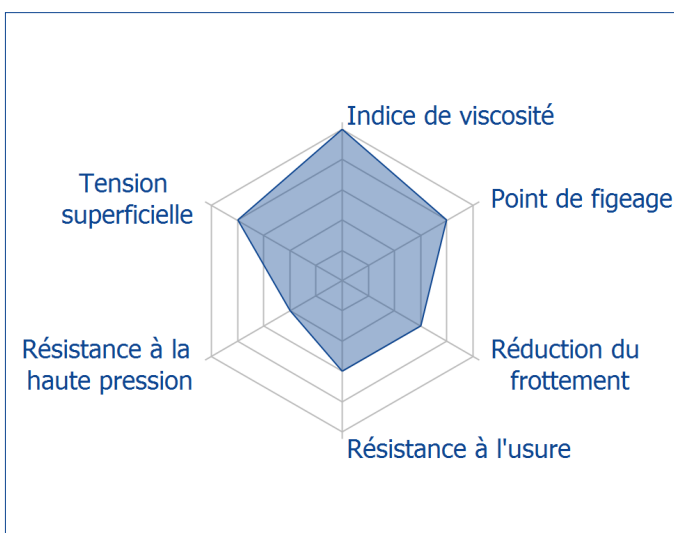 Indice de viscosité
Point de figeage
Réduction du
frottement
Résistance à l'usure
Résistance à la
haute pression
Tension
superficielle